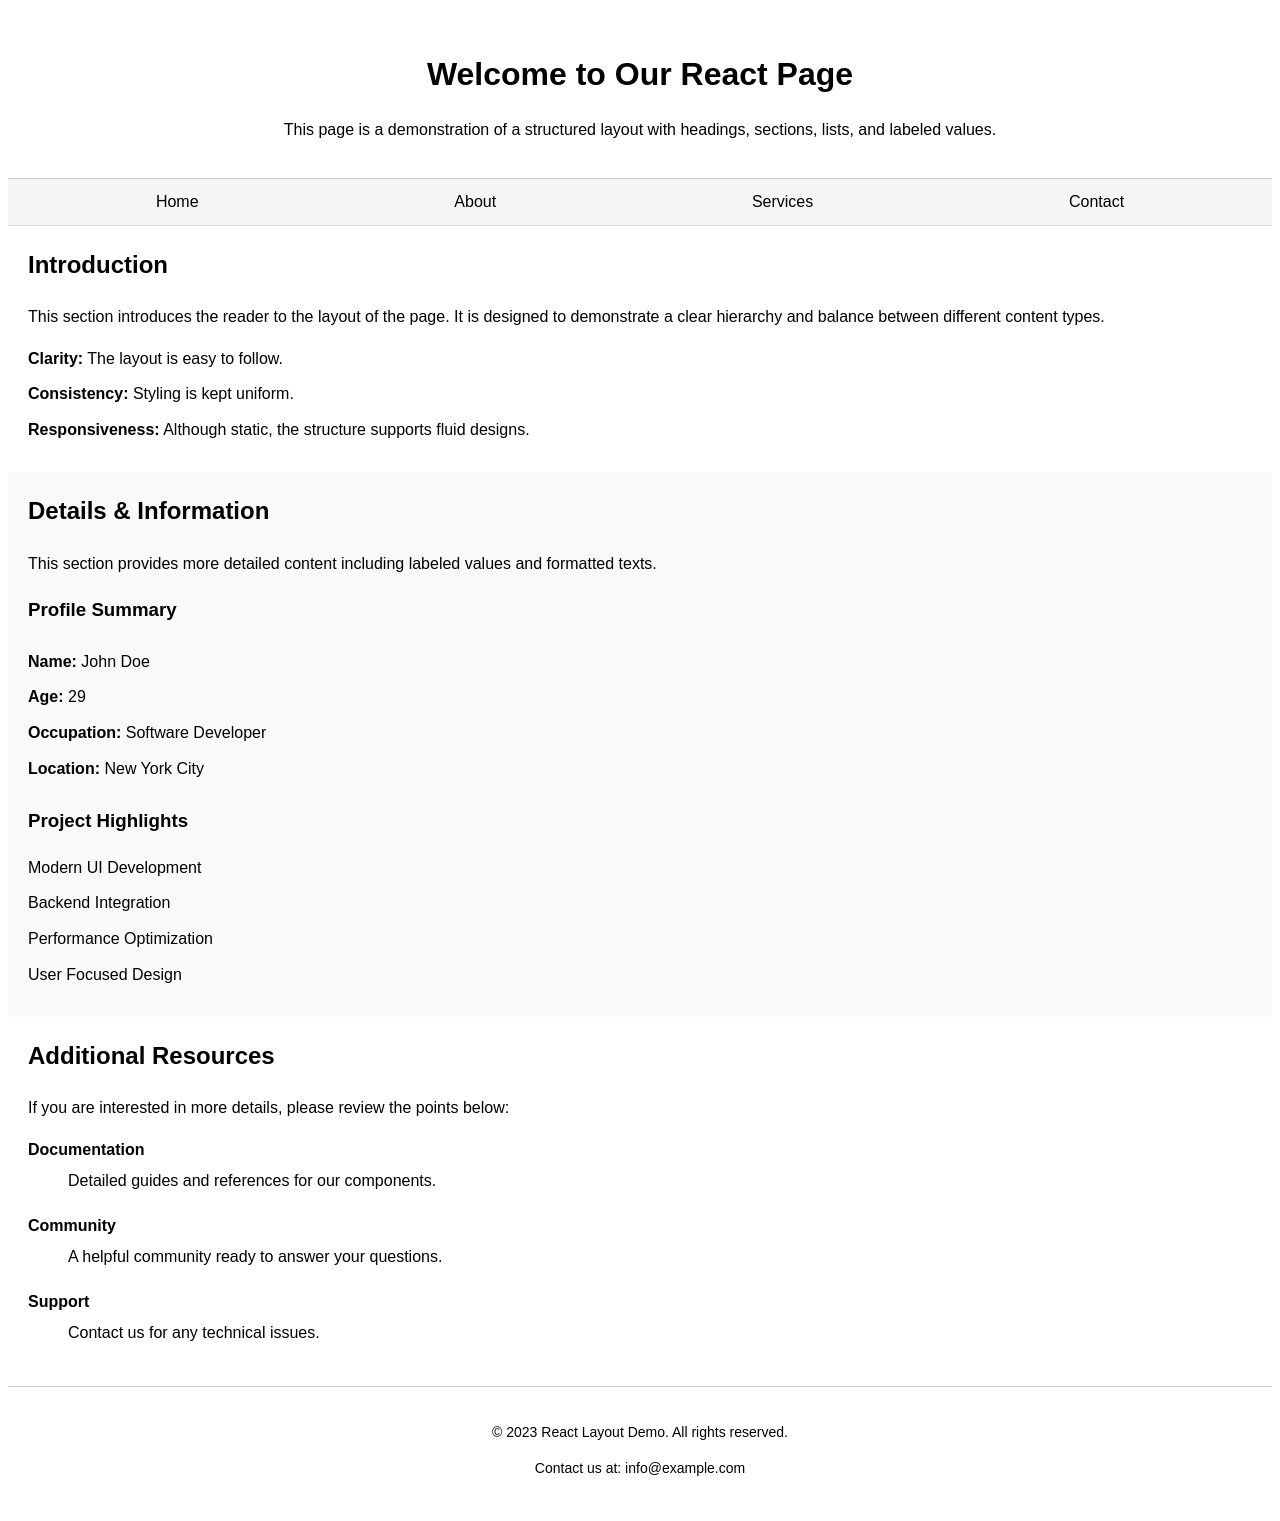 Welcome to Our React Page
This page is a demonstration of a structured layout with headings, sections, lists, and labeled values.
Home About Services Contact
Introduction
This section introduces the reader to the layout of the page. It is designed to demonstrate a clear hierarchy and balance between different content types.
Clarity: The layout is easy to follow.
Consistency: Styling is kept uniform.
Responsiveness: Although static, the structure supports fluid designs.
Details & Information
This section provides more detailed content including labeled values and formatted texts.
Profile Summary
Name: John Doe
Age: 29
Occupation: Software Developer
Location: New York City
Project Highlights
Modern UI Development
Backend Integration
Performance Optimization
User Focused Design
Additional Resources
If you are interested in more details, please review the points below:
Documentation
Detailed guides and references for our components.
Community
A helpful community ready to answer your questions.
Support
Contact us for any technical issues.
© 2023 React Layout Demo. All rights reserved.
Contact us at: info@example.com